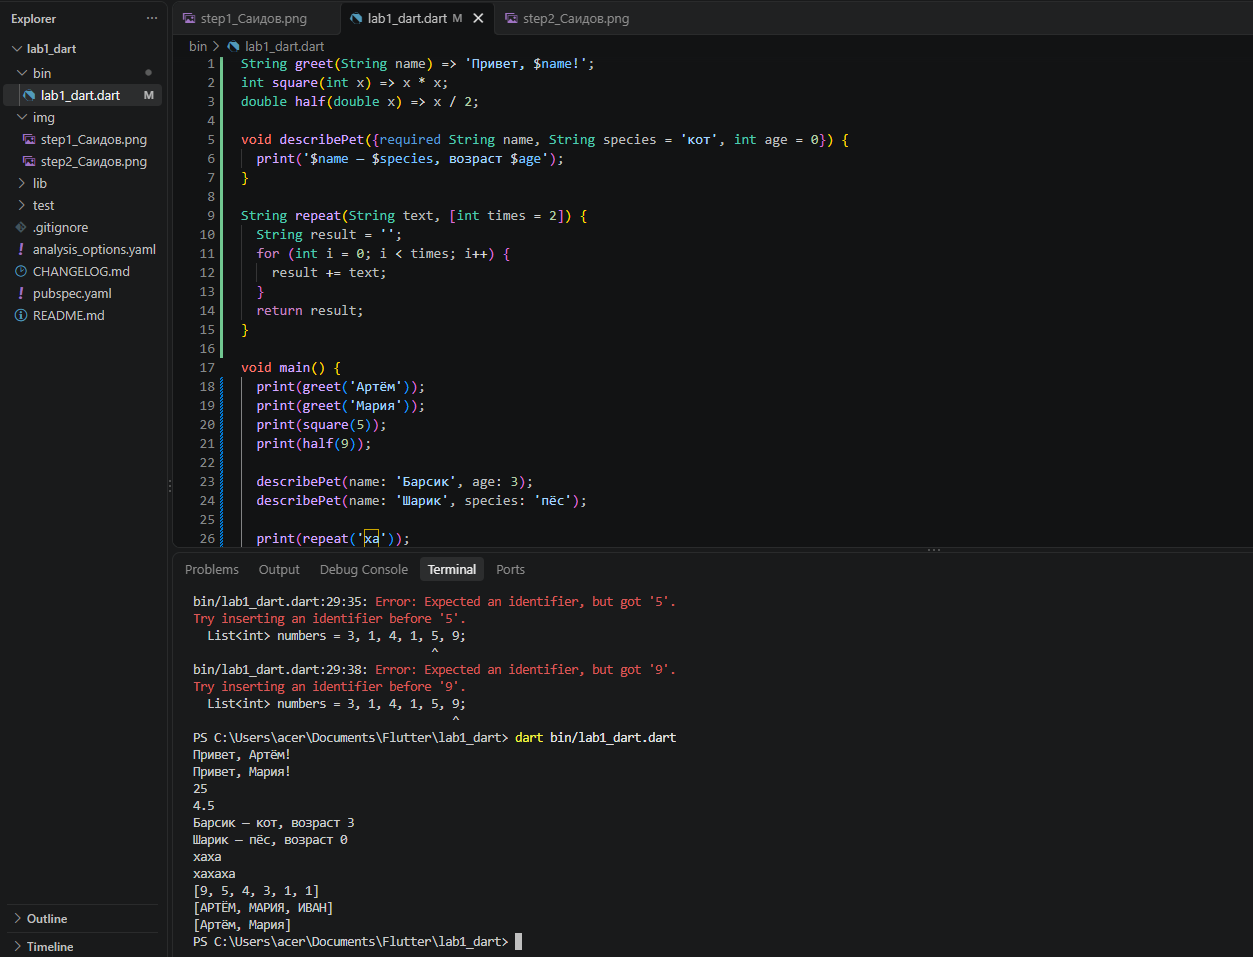 Explorer
lab1_dart
bin
lab1_dart.dart M
img
step1_Саидов.png
step2_Саидов.png
lib
test
.gitignore
analysis_options.yaml
CHANGELOG.md
pubspec.yaml
README.md
Outline
Timeline
step1_Саидов.png lab1_dart.dart M step2_Саидов.png
bin > lab1_dart.dart
1 String greet(String name) => 'Привет, $name!';
2 int square(int x) => x * x;
3 double half(double x) => x / 2;
4
5 void describePet({required String name, String species = 'кот', int age = 0}) {
6 print('$name — $species, возраст $age');
7 }
8
9 String repeat(String text, [int times = 2]) {
10 String result = '';
11 for (int i = 0; i < times; i++) {
12 result += text;
13 }
14 return result;
15 }
16
17 void main() {
18 print(greet('Артём'));
19 print(greet('Мария'));
20 print(square(5));
21 print(half(9));
22
23 describePet(name: 'Барсик', age: 3);
24 describePet(name: 'Шарик', species: 'пёс');
25
26 print(repeat('ха'));
Problems Output Debug Console Terminal Ports
bin/lab1_dart.dart:29:35: Error: Expected an identifier, but got '5'.
Try inserting an identifier before '5'.
List<int> numbers = 3, 1, 4, 1, 5, 9;
^
bin/lab1_dart.dart:29:38: Error: Expected an identifier, but got '9'.
Try inserting an identifier before '9'.
List<int> numbers = 3, 1, 4, 1, 5, 9;
^
PS C:\Users\acer\Documents\Flutter\lab1_dart> dart bin/lab1_dart.dart
Привет, Артём!
Привет, Мария!
25
4.5
Барсик — кот, возраст 3
Шарик — пёс, возраст 0
хаха
хахаха
[9, 5, 4, 3, 1, 1]
[АРТЁМ, МАРИЯ, ИВАН]
[Артём, Мария]
PS C:\Users\acer\Documents\Flutter\lab1_dart>